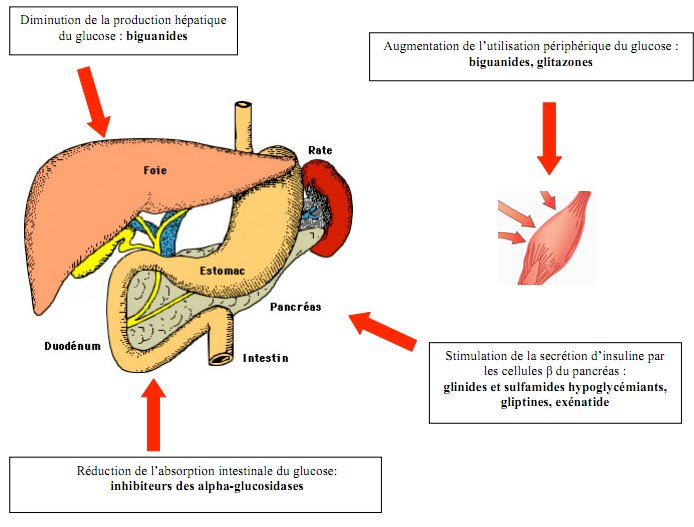 Diminution de la production hépatique
du glucose : biguanides
Augmentation de l’utilisation périphérique du glucose :
biguanides, glitazones
Rate
Foie
Estomac
Pancréas
Duodénum
Intestin
Stimulation de la secrétion d’insuline par
les cellules β du pancréas :
glinides et sulfamides hypoglycémiants,
gliptines, exénatide
Réduction de l’absorption intestinale du glucose:
inhibiteurs des alpha-glucosidases